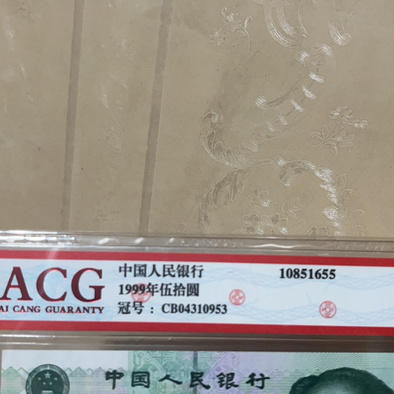 ACG
AI CANG GUARANTY
中国人民银行
1999年伍拾圆
冠号：CB04310953
10851655
中国人民银行